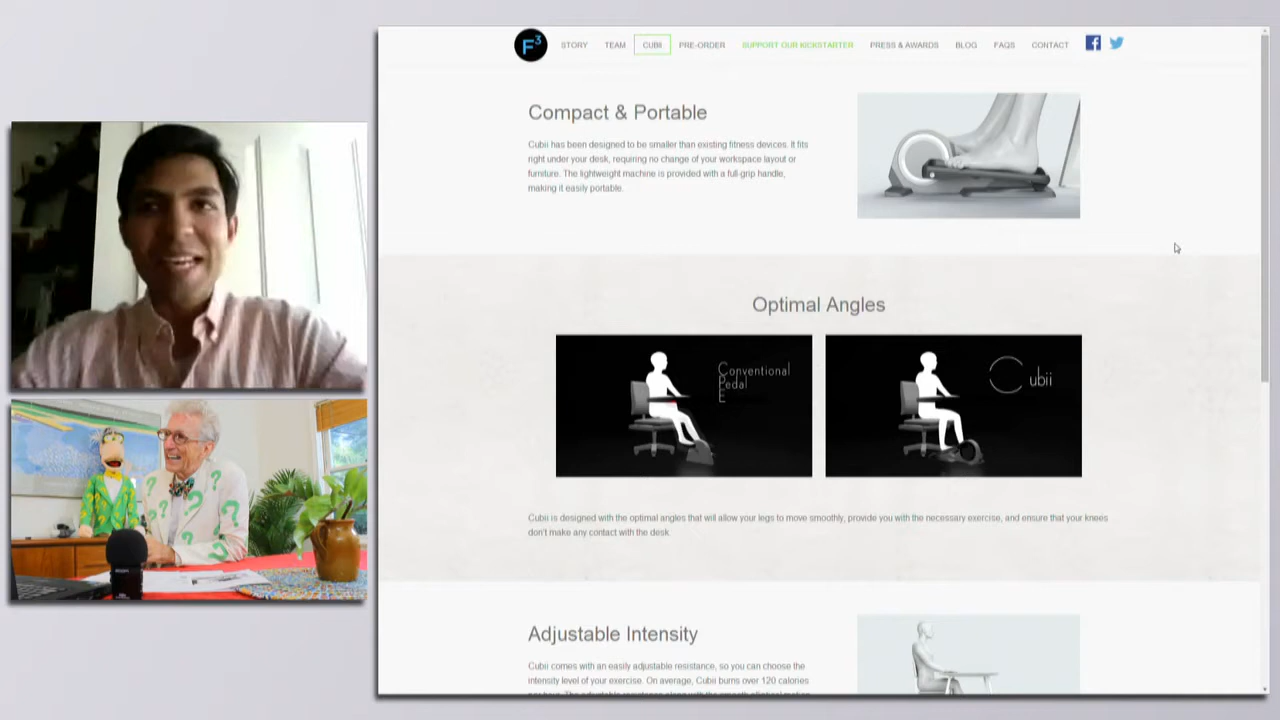 F3
STORY
TEAM
CUBII
PRE-ORDER
SUPPORT OUR KICKSTARTER
PRESS & AWARDS
BLOG
FAQS
CONTACT
Compact & Portable
Cubii has been designed to be smaller than existing fitness devices. It fits
right under your desk, requiring no change of your workspace layout or
furniture. The lightweight machine is provided with a full-grip handle,
making it easily portable.
Optimal Angles
Conventional
Pedal
E
Cubii
Cubii is designed with the optimal angles that will allow your legs to move smoothly, provide you with the necessary exercise, and ensure that your knees
don't make any contact with the desk.
Adjustable Intensity
Cubii comes with an easily adjustable resistance, so you can choose the
intensity level of your exercise. On average, Cubii burns over 120 calories